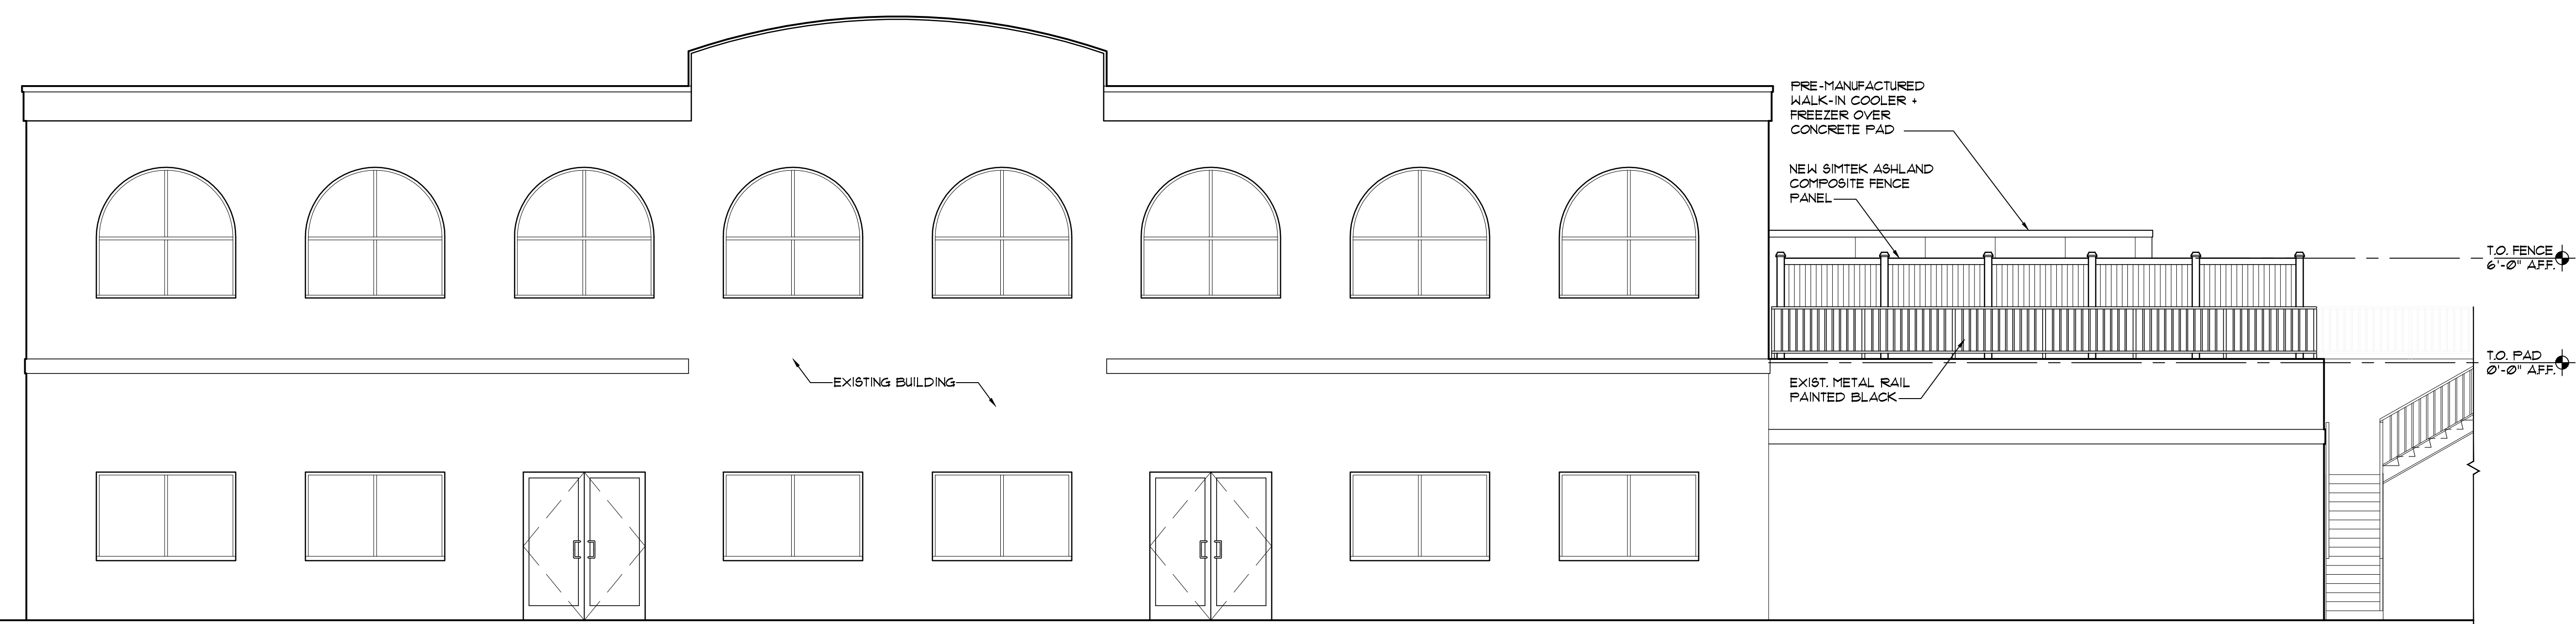 PRE-MANUFACTURED
WALK-IN COOLER +
FREEZER OVER
CONCRETE PAD
NEW SIMTEK ASHLAND
COMPOSITE FENCE
PANEL
T.O. FENCE
6'-0" A.F.F.
T.O. PAD
0'-0" A.F.F.
EXISTING BUILDING
EXIST. METAL RAIL
PAINTED BLACK